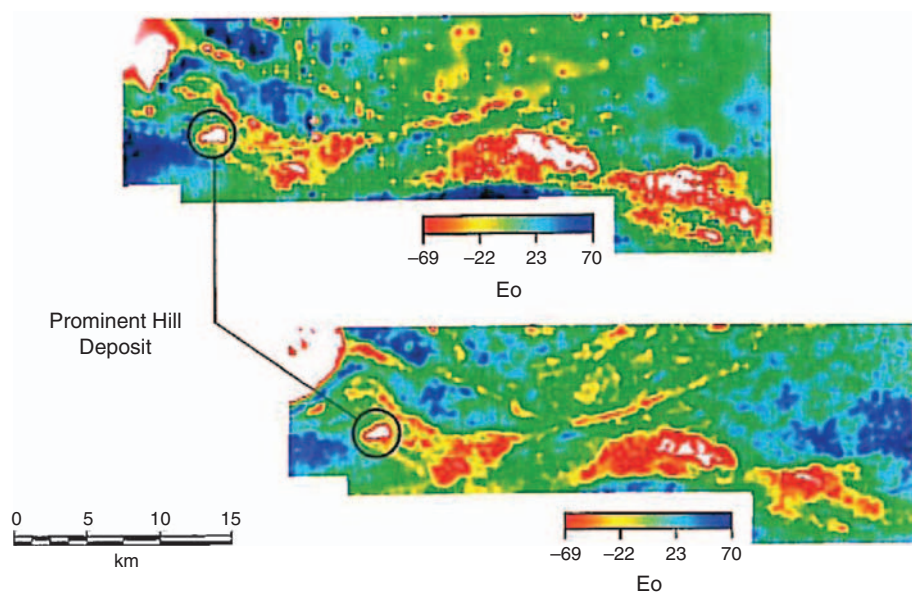 −69 −22 23 70
Eo
Prominent Hill
Deposit
0 5 10 15
km
−69 −22 23 70
Eo